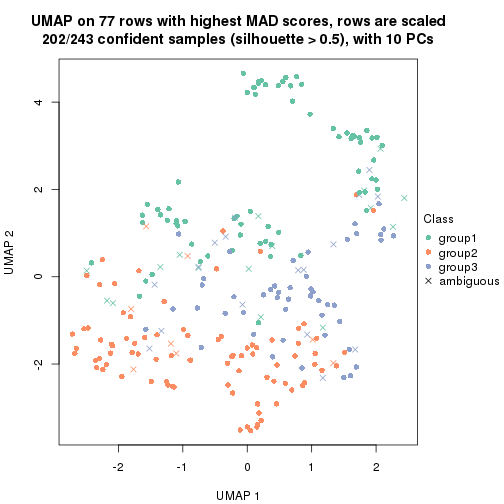 UMAP on 77 rows with highest MAD scores, rows are scaled
202/243 confident samples (silhouette > 0.5), with 10 PCs
4
2
0
-2
UMAP 2
-2
-1
0
1
2
UMAP 1
Class
group1
group2
group3
ambiguous